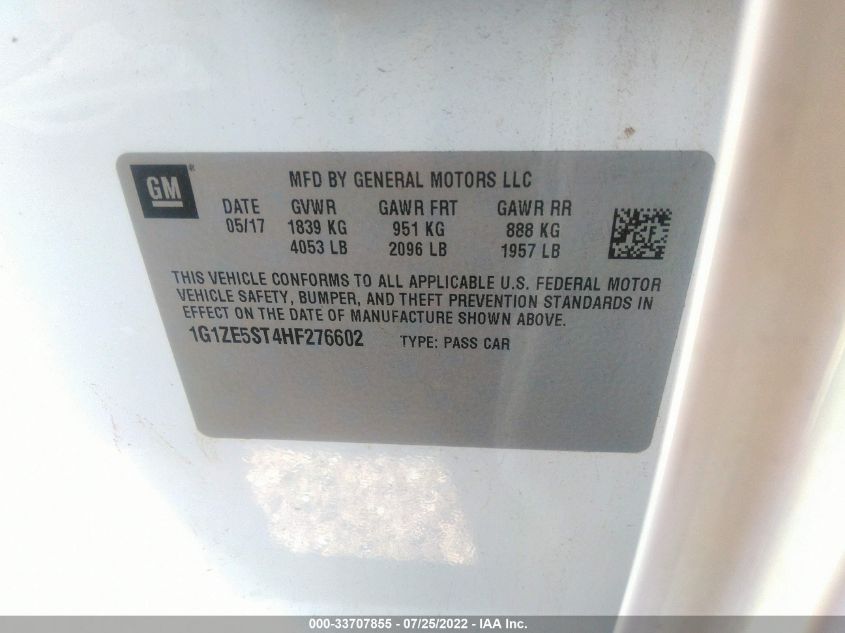 GM
MFD BY GENERAL MOTORS LLC
DATE GVWR GAWR FRT GAWR RR
05/17 1839 KG 951 KG 888 KG
4053 LB 2096 LB 1957 LB
THIS VEHICLE CONFORMS TO ALL APPLICABLE U.S. FEDERAL MOTOR
VEHICLE SAFETY, BUMPER, AND THEFT PREVENTION STANDARDS IN
EFFECT ON THE DATE OF MANUFACTURE SHOWN ABOVE.
1G1ZE5ST4HF276602 TYPE: PASS CAR
000-33707855 - 07/25/2022 - IAA Inc.